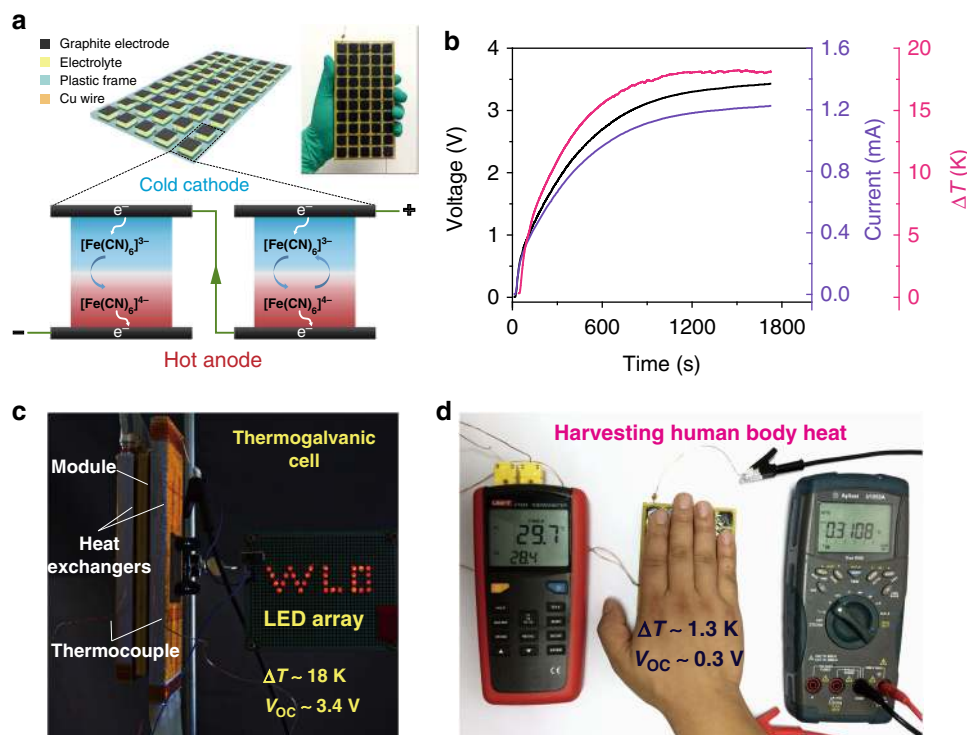 a
Graphite electrode
Electrolyte
Plastic frame
Cu wire
Cold cathode
e⁻
e⁻
+
[Fe(CN)₆]³⁻
[Fe(CN)₆]³⁻
[Fe(CN)₆]⁴⁻
[Fe(CN)₆]⁴⁻
-
e⁻
e⁻
Hot anode
b
4
3
2
1
0
Voltage (V)
1.6
1.2
0.8
0.4
0.0
Current (mA)
20
15
10
5
0
ΔT (K)
0
600
1200
1800
Time (s)
c
Thermogalvanic
cell
Module
Heat
exchangers
WLO
LED array
Thermocouple
ΔT ~ 18 K
V_OC ~ 3.4 V
d
Harvesting human body heat
UNI-T
29.7
28.4
Agilent
0.3108
ΔT ~ 1.3 K
V_OC ~ 0.3 V